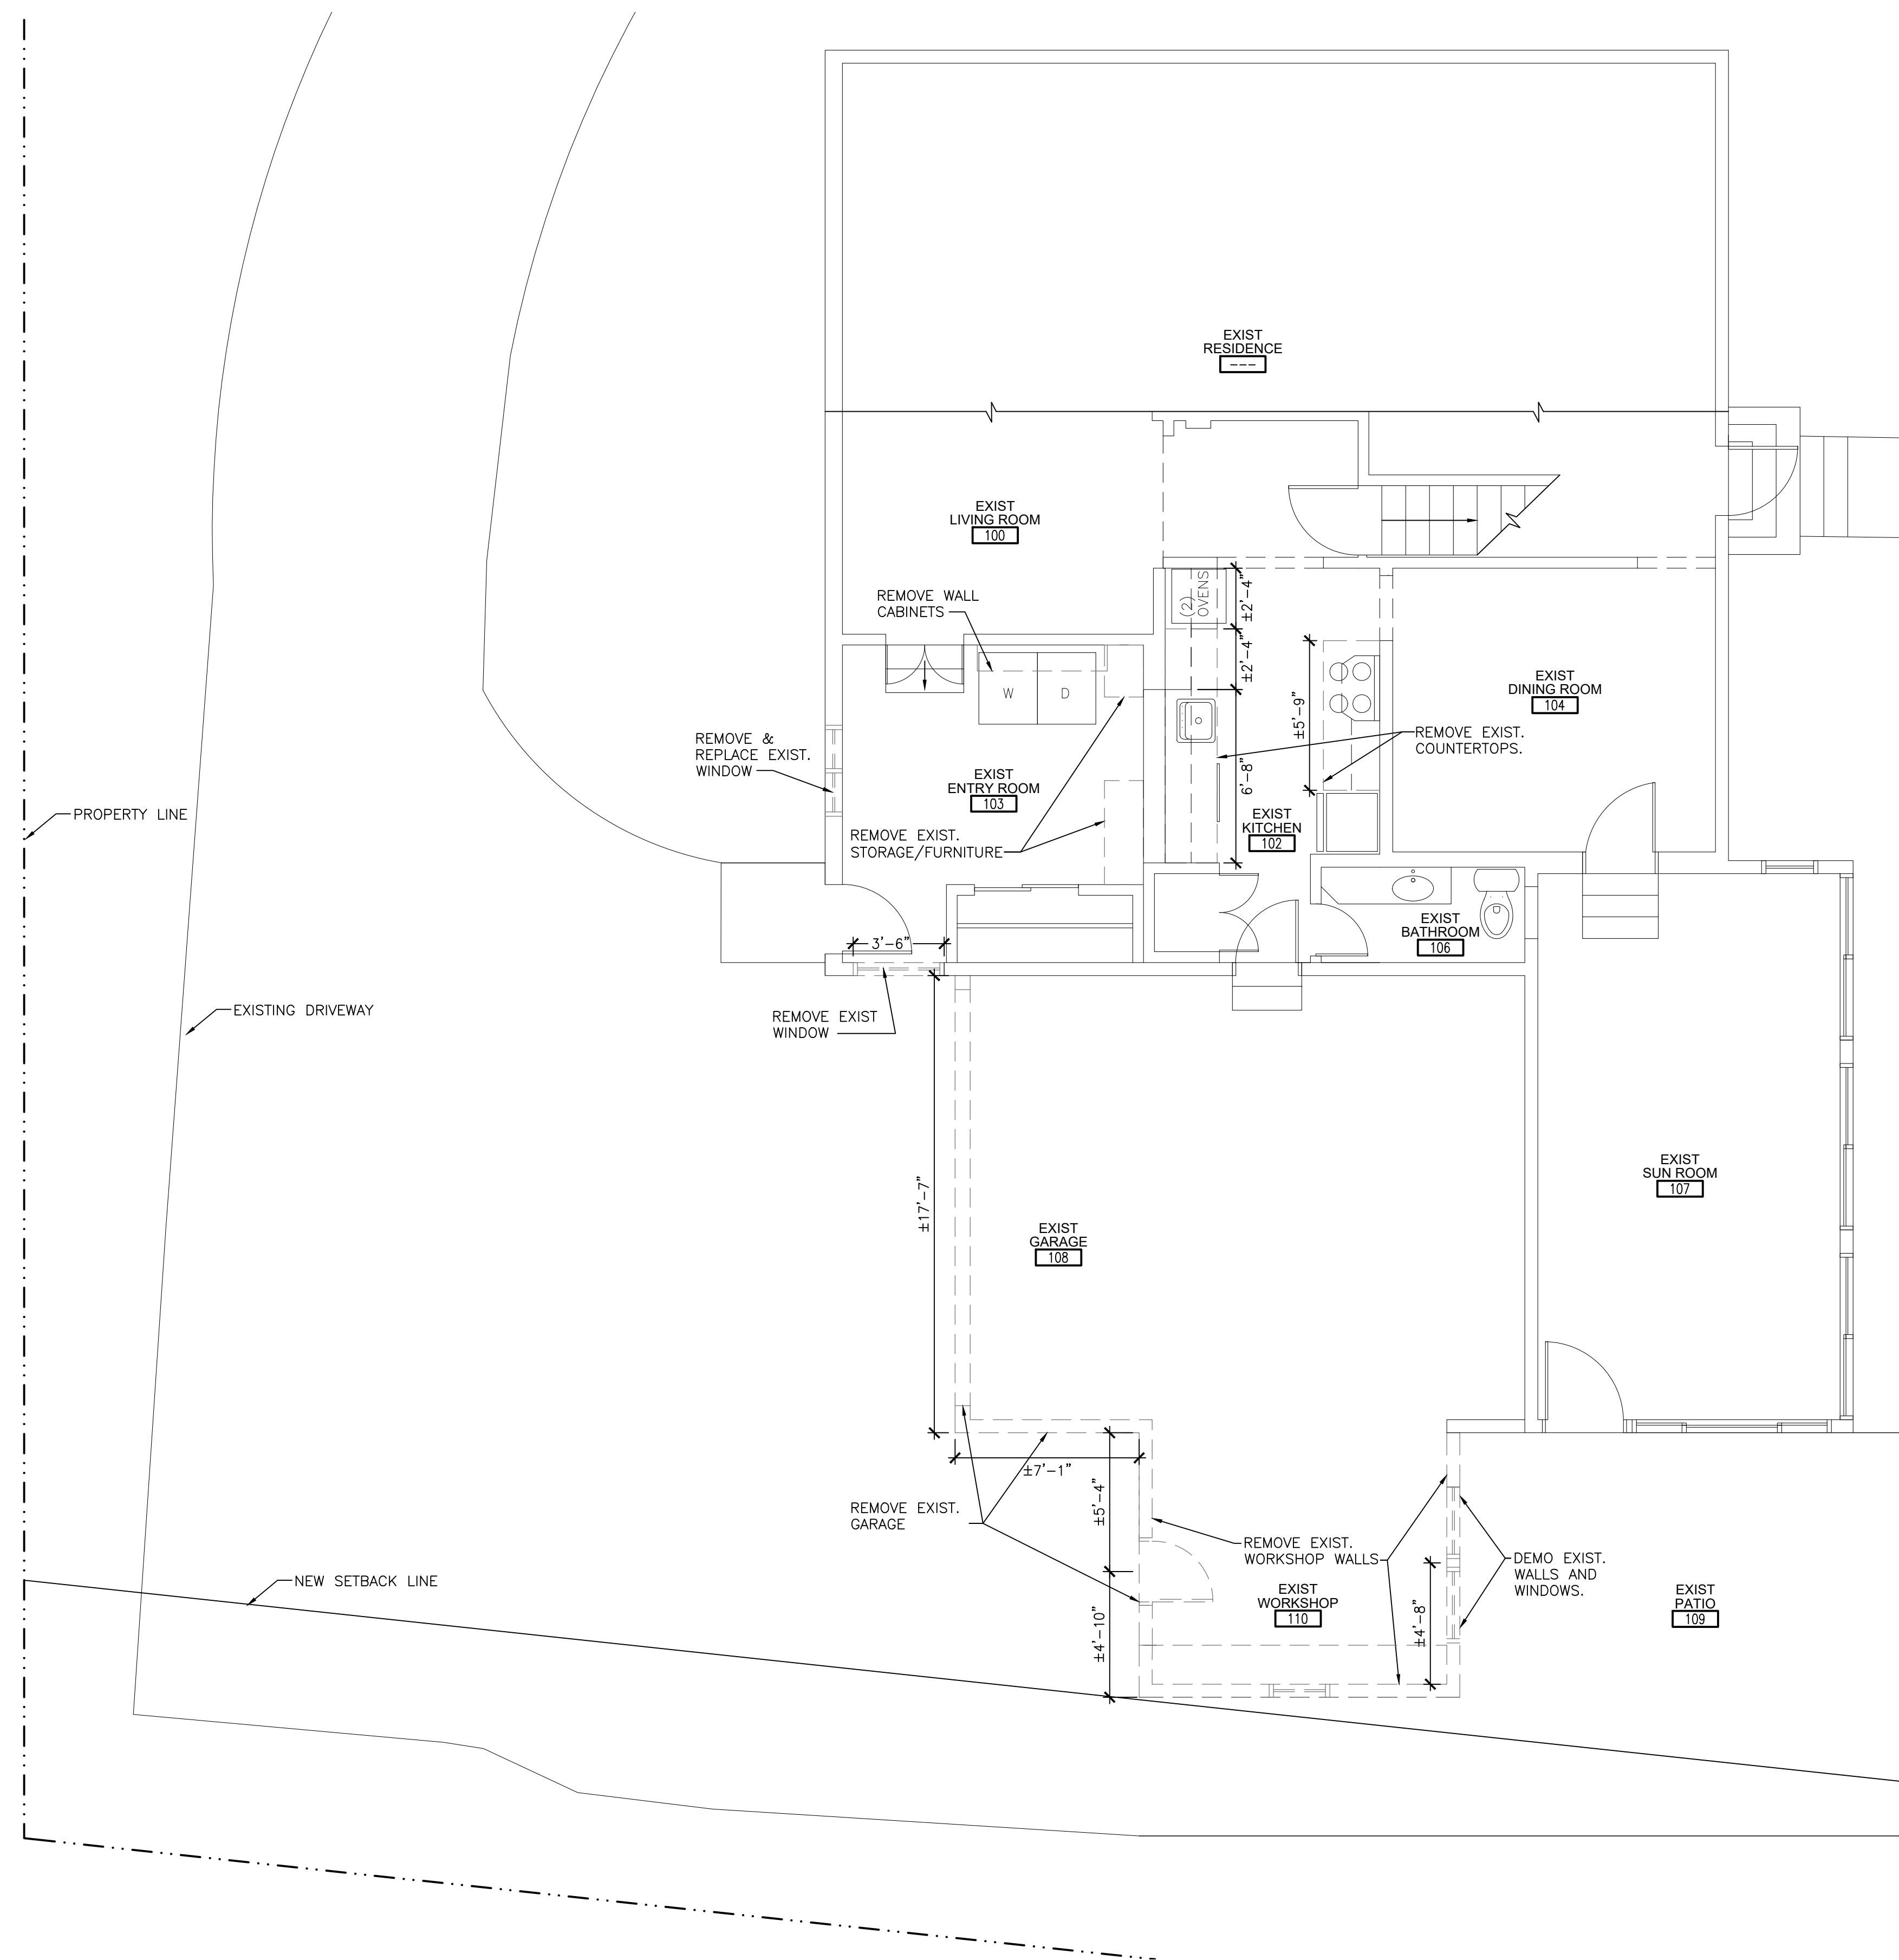 EXIST
RESIDENCE
---
EXIST
LIVING ROOM
100
REMOVE WALL
CABINETS
(2)
OVENS
±2'-4"
±2'-4"
6'-8"
±5'-9"
W
D
EXIST
DINING ROOM
104
REMOVE EXIST.
COUNTERTOPS.
REMOVE &
REPLACE EXIST.
WINDOW
EXIST
ENTRY ROOM
103
EXIST
KITCHEN
102
PROPERTY LINE
REMOVE EXIST.
STORAGE/FURNITURE
EXIST
BATHROOM
106
3'-6"
EXISTING DRIVEWAY
REMOVE EXIST
WINDOW
±17'-7"
EXIST
SUN ROOM
107
EXIST
GARAGE
108
±7'-1"
±5'-4"
REMOVE EXIST.
GARAGE
REMOVE EXIST.
WORKSHOP WALLS
DEMO EXIST.
WALLS AND
WINDOWS.
NEW SETBACK LINE
EXIST
WORKSHOP
110
EXIST
PATIO
109
±4'-10"
±4'-8"